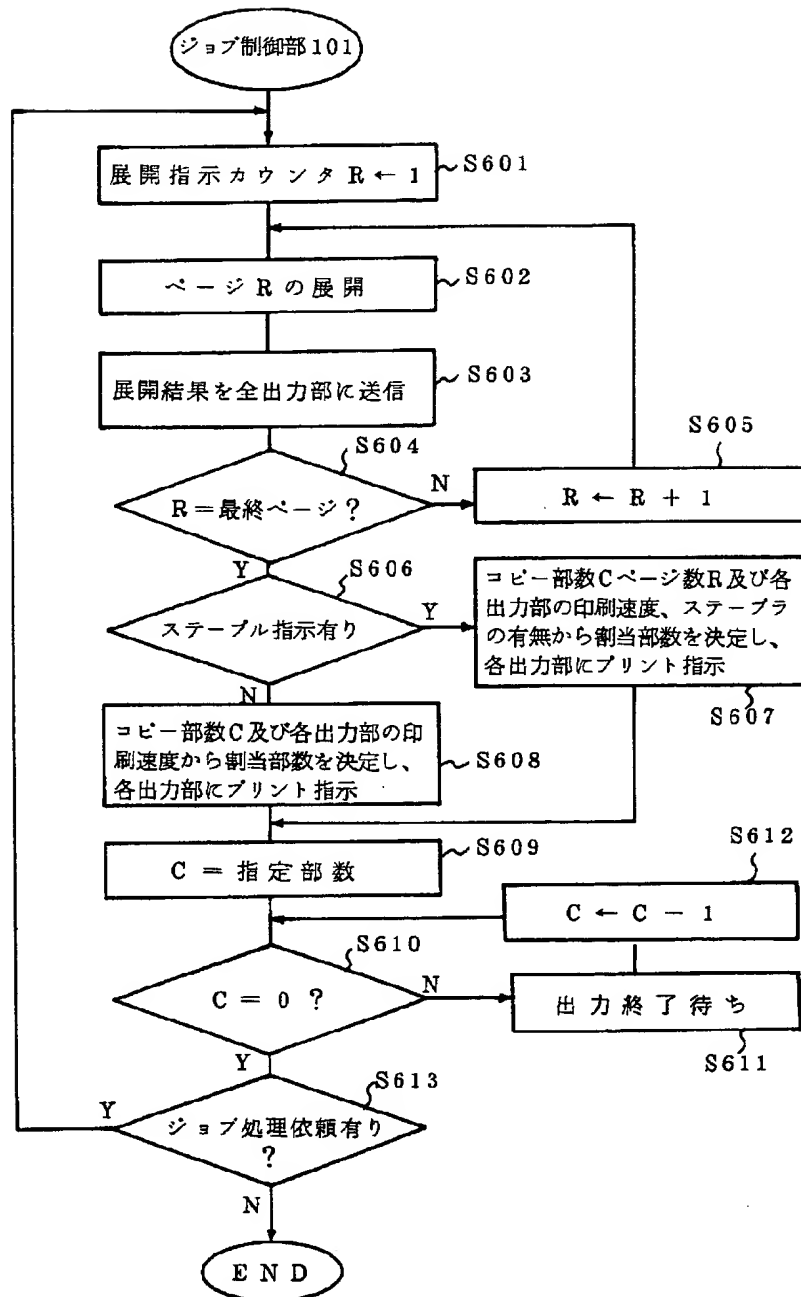 ジョブ制御部101
展開指示カウンタR←1
S601
ページRの展開
S602
展開結果を全出力部に送信
S603
R=最終ページ?
S604
N
Y
R←R+1
S605
ステープル指示有り
S606
Y
N
コピー部数Cページ数R及び各
出力部の印刷速度、ステープラ
の有無から割当部数を決定し、
各出力部にプリント指示
S607
コピー部数C及び各出力部の印
刷速度から割当部数を決定し、
各出力部にプリント指示
S608
C=指定部数
S609
C=0?
S610
N
Y
出力終了待ち
S611
C←C-1
S612
ジョブ処理依頼有り
?
S613
Y
N
END